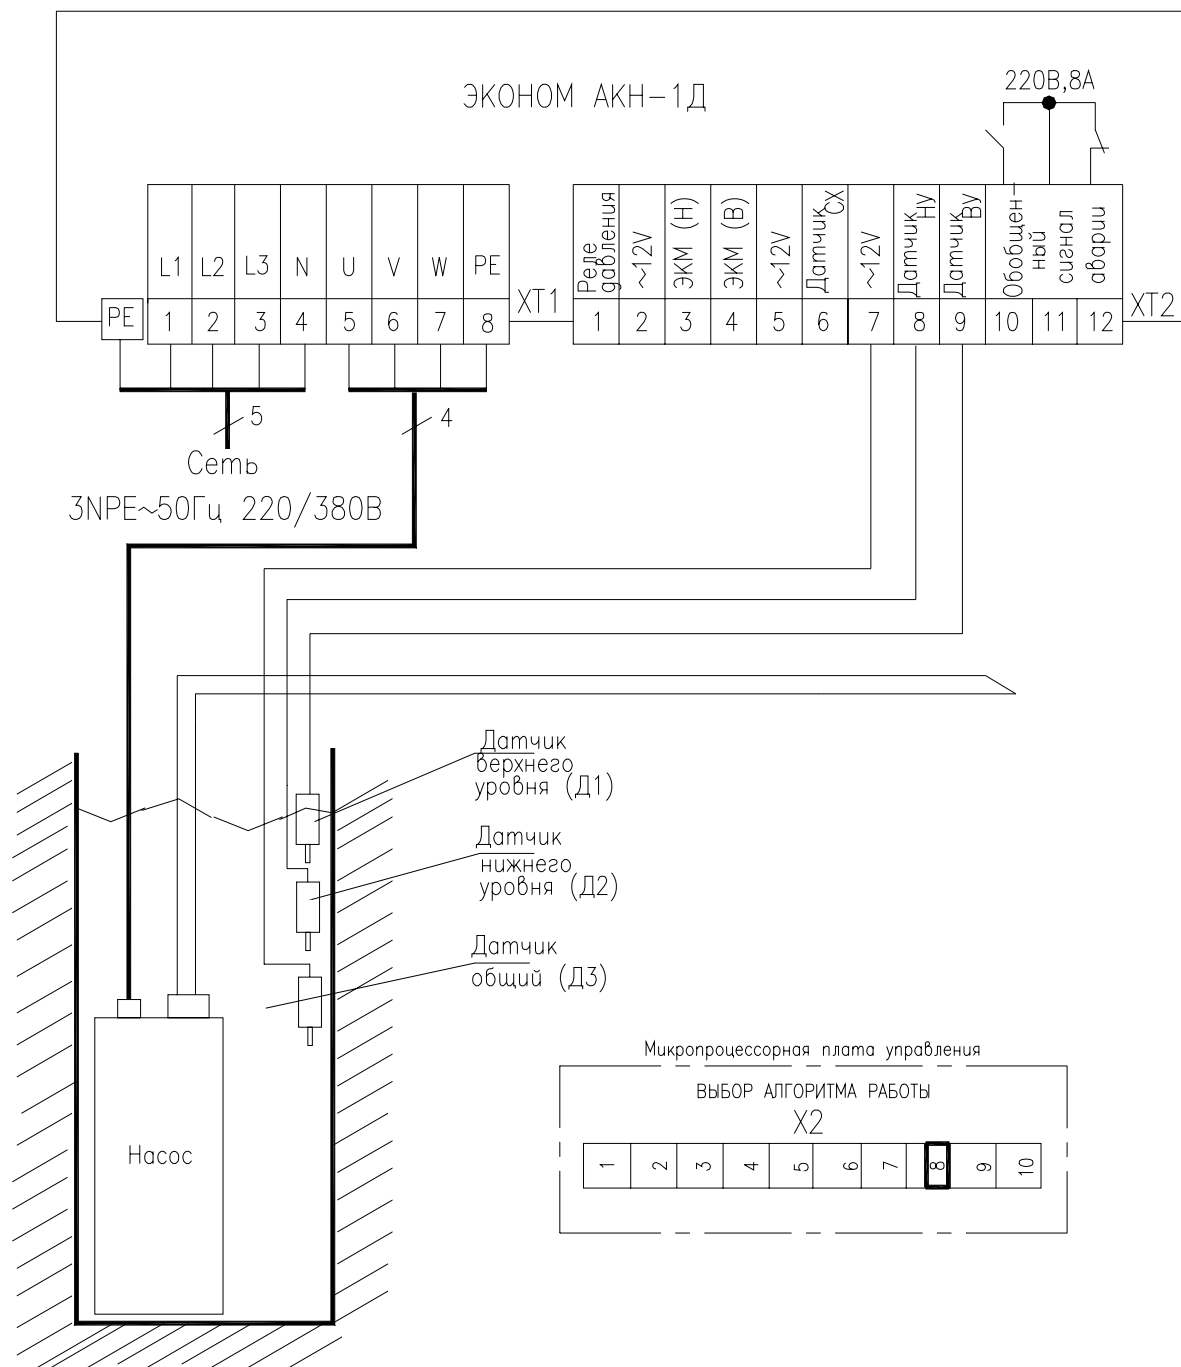 ЭКОНОМ АКН-1Д
220В,8А
L1
L2
L3
N
U
V
W
PE
XT1
PE
1
2
3
4
5
6
7
8
Реле
давления
~12V
ЭКМ (Н)
ЭКМ (В)
~12V
Датчик
СХ
~12V
Датчик
НУ
Датчик
ВУ
Обобщен-
ный
сигнал
аварии
XT2
1
2
3
4
5
6
7
8
9
10
11
12
5
4
Сеть
3NPE~50Гц 220/380В
Датчик
верхнего
уровня (Д1)
Датчик
нижнего
уровня (Д2)
Датчик
общий (Д3)
Насос
Микропроцессорная плата управления
ВЫБОР АЛГОРИТМА РАБОТЫ
X2
1
2
3
4
5
6
7
8
9
10